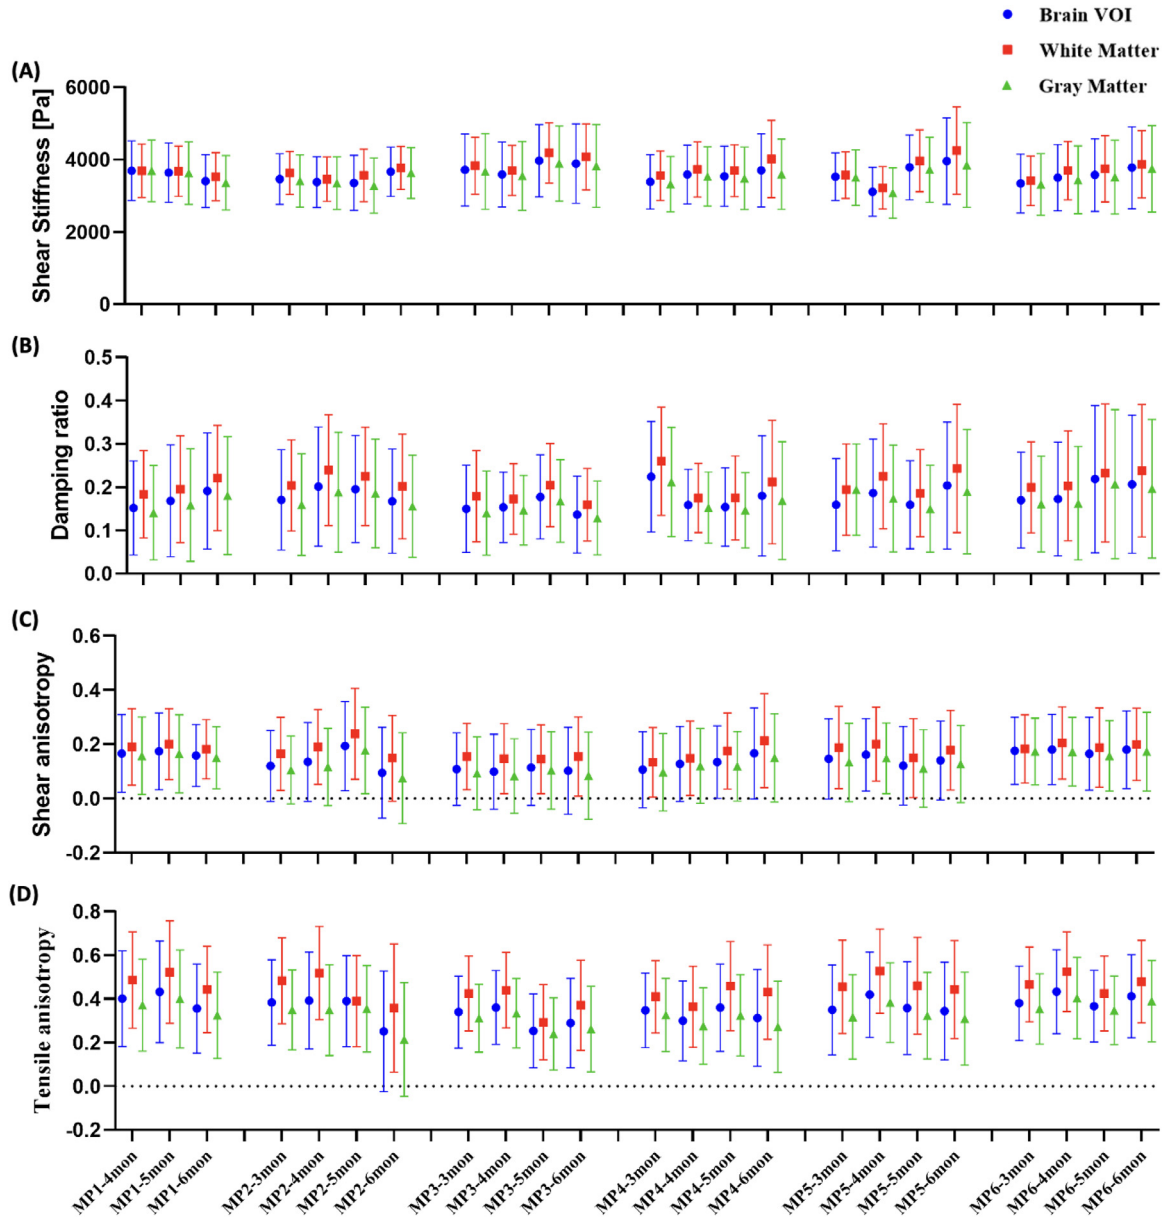 Brain VOI
White Matter
Gray Matter
(A)
Shear Stiffness [Pa]
6000
4000
2000
0
(B)
Damping ratio
0.5
0.4
0.3
0.2
0.1
0.0
(C)
Shear anisotropy
0.6
0.4
0.2
0.0
-0.2
(D)
Tensile anisotropy
0.8
0.6
0.4
0.2
0.0
-0.2
MP1-4mon
MP1-5mon
MP1-6mon
MP2-3mon
MP2-4mon
MP2-5mon
MP2-6mon
MP3-3mon
MP3-4mon
MP3-5mon
MP3-6mon
MP4-3mon
MP4-4mon
MP4-5mon
MP4-6mon
MP5-3mon
MP5-4mon
MP5-5mon
MP5-6mon
MP6-3mon
MP6-4mon
MP6-5mon
MP6-6mon